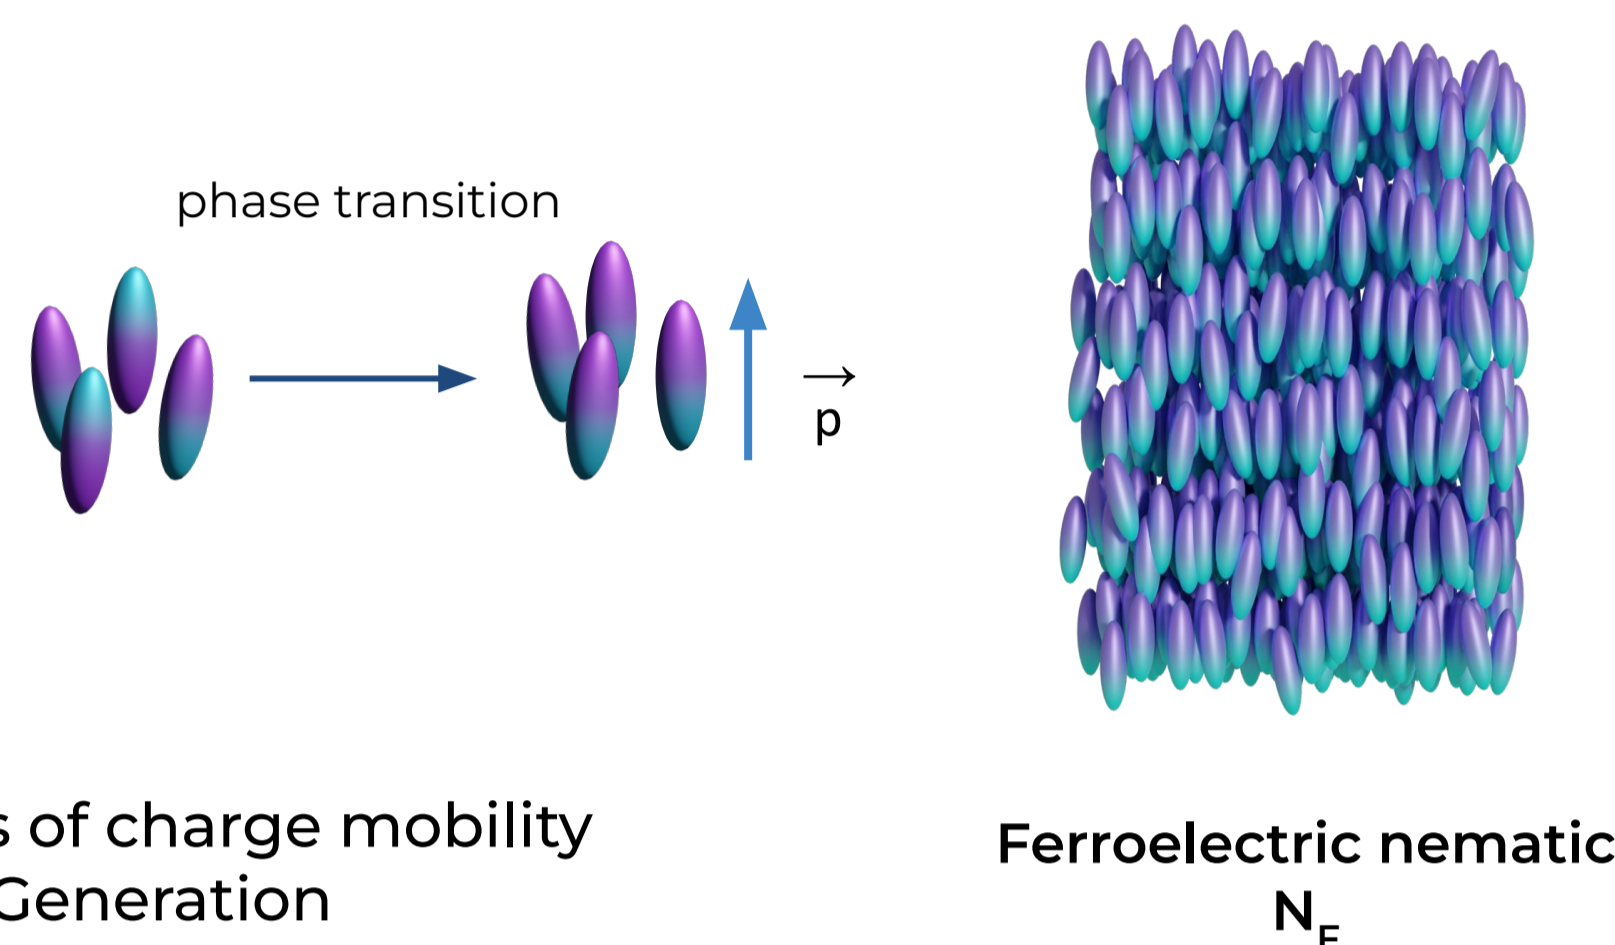 phase transition
p
s of charge mobility
Generation
Ferroelectric nematic
N
F